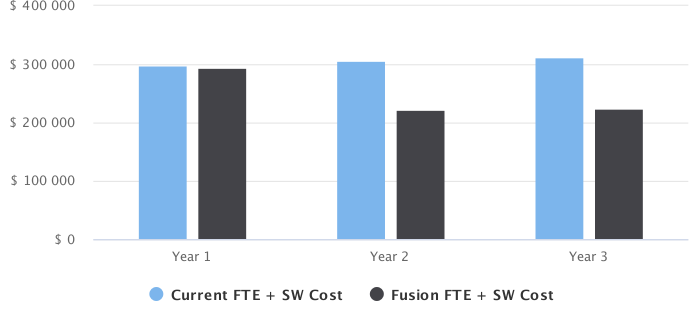 $ 400 000
$ 300 000
$ 200 000
$ 100 000
$ 0
Year 1 Year 2 Year 3
Current FTE + SW Cost Fusion FTE + SW Cost